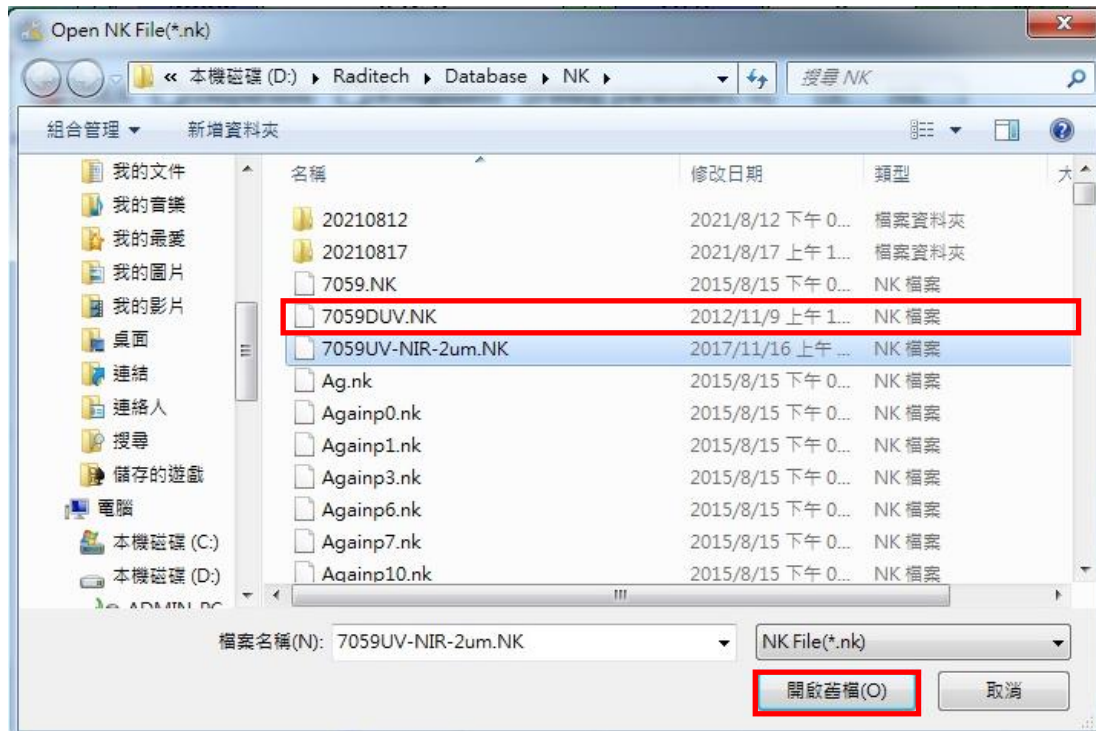 Open NK File(*.nk)
« 本機磁碟 (D:) Raditech Database NK
搜尋 NK
組合管理 新增資料夾
我的文件
我的音樂
我的最愛
我的圖片
我的影片
桌面
連結
連絡人
搜尋
儲存的遊戲
電腦
本機磁碟 (C:)
本機磁碟 (D:)
ADMIN-PC
名稱 修改日期 類型 大
20210812 2021/8/12 下午 0... 檔案資料夾
20210817 2021/8/17 上午 1... 檔案資料夾
7059.NK 2015/8/15 下午 0... NK 檔案
7059DUV.NK 2012/11/9 上午 1... NK 檔案
7059UV-NIR-2um.NK 2017/11/16 上午 ... NK 檔案
Ag.nk 2015/8/15 下午 0... NK 檔案
Againp0.nk 2015/8/15 下午 0... NK 檔案
Againp1.nk 2015/8/15 下午 0... NK 檔案
Againp3.nk 2015/8/15 下午 0... NK 檔案
Againp6.nk 2015/8/15 下午 0... NK 檔案
Againp7.nk 2015/8/15 下午 0... NK 檔案
Againp10.nk 2015/8/15 下午 0... NK 檔案
檔案名稱(N): 7059UV-NIR-2um.NK NK File(*.nk)
開啟舊檔(O) 取消